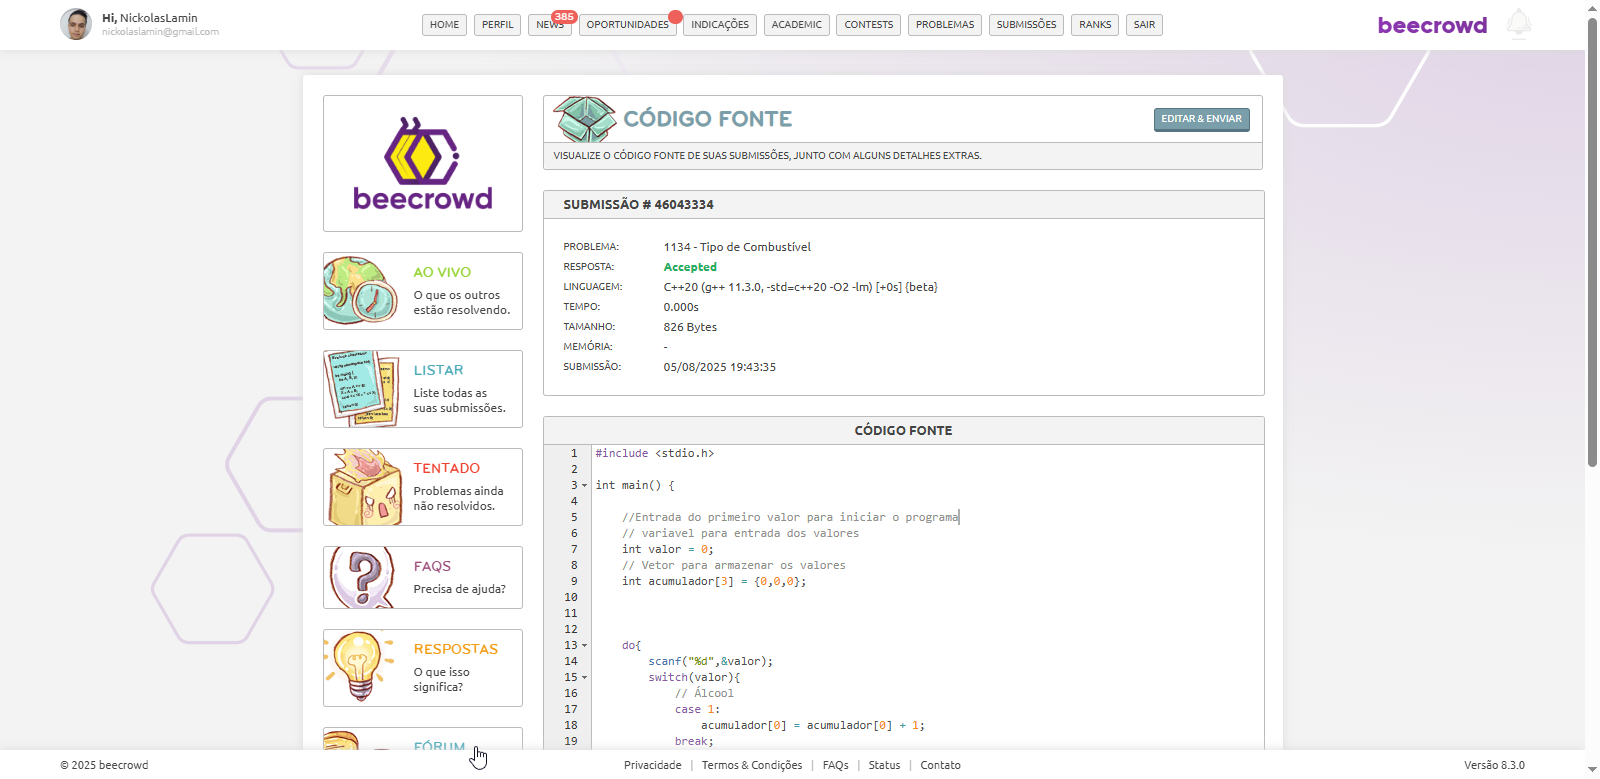 Hi, NickolasLamin
nickolaslamin@gmail.com
HOME
PERFIL
NEWS
385
OPORTUNIDADES
INDICAÇÕES
ACADEMIC
CONTESTS
PROBLEMAS
SUBMISSÕES
RANKS
SAIR
beecrowd
beecrowd
AO VIVO
O que os outros
estão resolvendo.
LISTAR
Liste todas as
suas submissões.
TENTADO
Problemas ainda
não resolvidos.
FAQS
Precisa de ajuda?
RESPOSTAS
O que isso
significa?
FÓRUM
CÓDIGO FONTE
EDITAR & ENVIAR
VISUALIZE O CÓDIGO FONTE DE SUAS SUBMISSÕES, JUNTO COM ALGUNS DETALHES EXTRAS.
SUBMISSÃO # 46043334
PROBLEMA: 1134 - Tipo de Combustível
RESPOSTA: Accepted
LINGUAGEM: C++20 (g++ 11.3.0, -std=c++20 -O2 -lm) [+0s] {beta}
TEMPO: 0.000s
TAMANHO: 826 Bytes
MEMÓRIA: -
SUBMISSÃO: 05/08/2025 19:43:35
CÓDIGO FONTE
1 #include <stdio.h>
2
3 int main() {
4
5 //Entrada do primeiro valor para iniciar o programa
6 // variavel para entrada dos valores
7 int valor = 0;
8 // Vetor para armazenar os valores
9 int acumulador[3] = {0,0,0};
10
11
12
13 do{
14 scanf("%d",&valor);
15 switch(valor){
16 // Álcool
17 case 1:
18 acumulador[0] = acumulador[0] + 1;
19 break;
© 2025 beecrowd
Privacidade | Termos & Condições | FAQs | Status | Contato
Versão 8.3.0